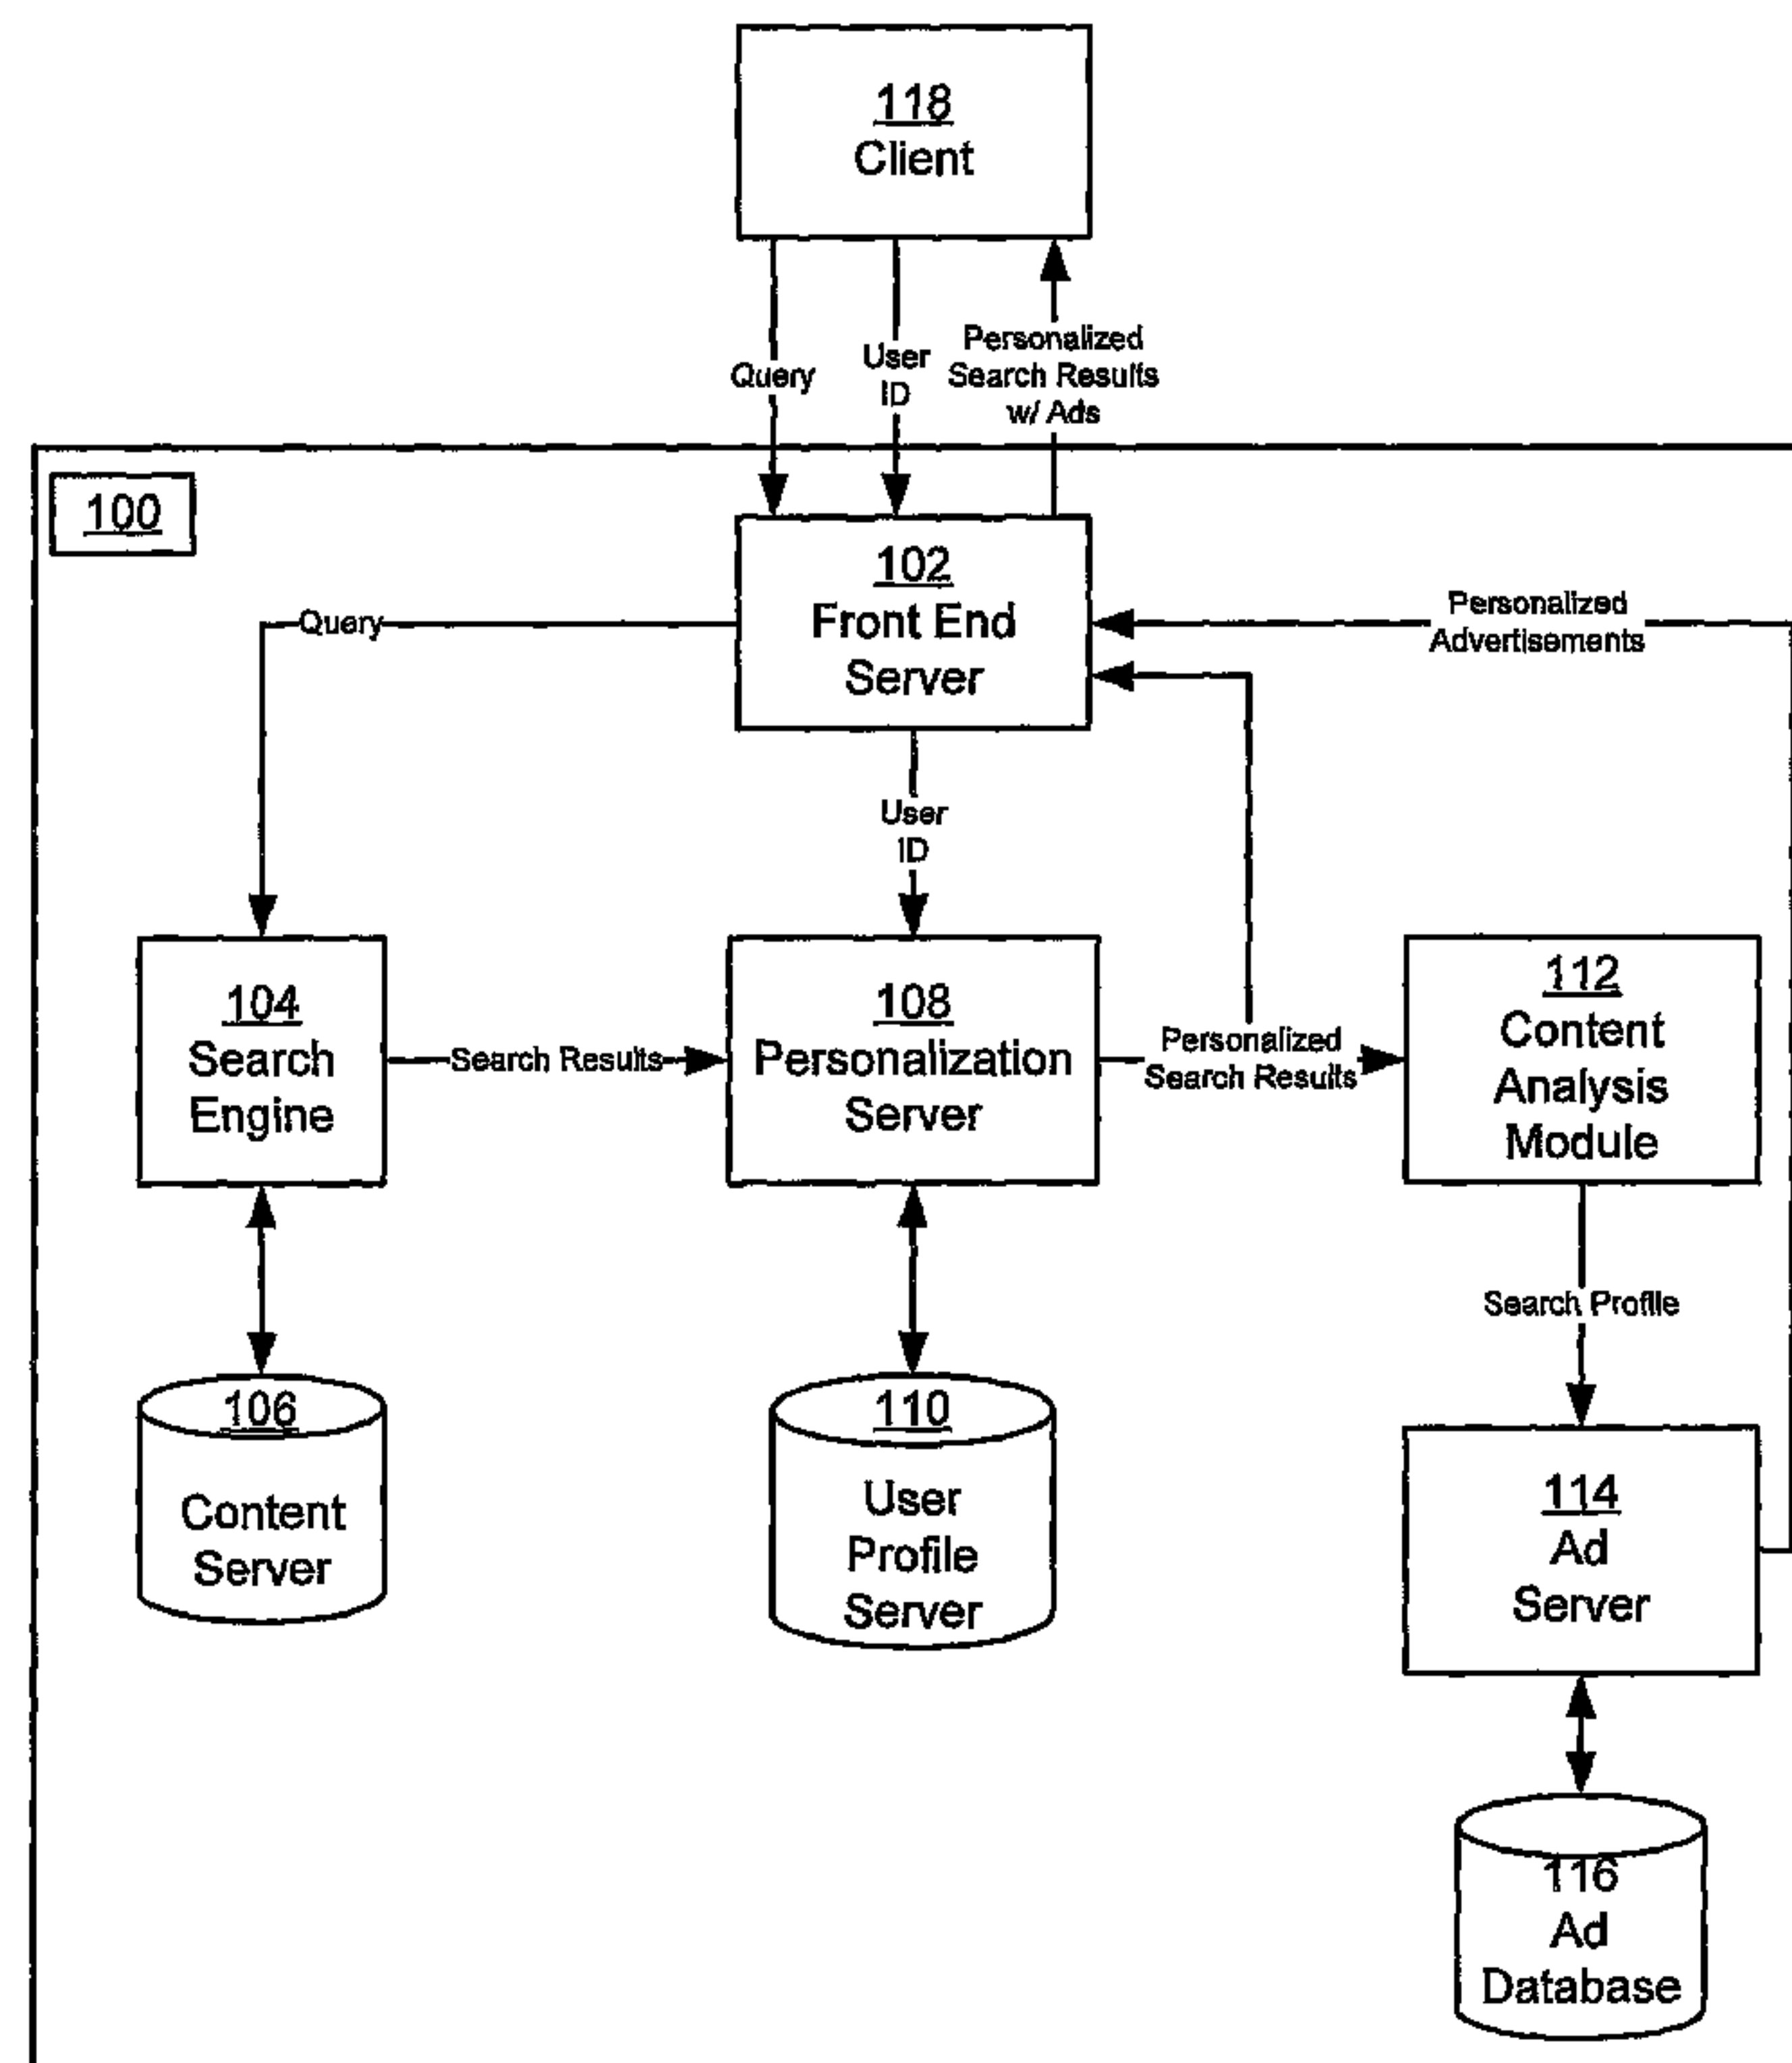 118
Client
Query
User
ID
Personalized
Search Results
w/ Ads
100
102
Front End
Server
Query
Personalized
Advertisements
User
ID
104
Search
Engine
Search Results
108
Personalization
Server
Personalized
Search Results
112
Content
Analysis
Module
Search Profile
106
Content
Server
110
User
Profile
Server
114
Ad
Server
116
Ad
Database